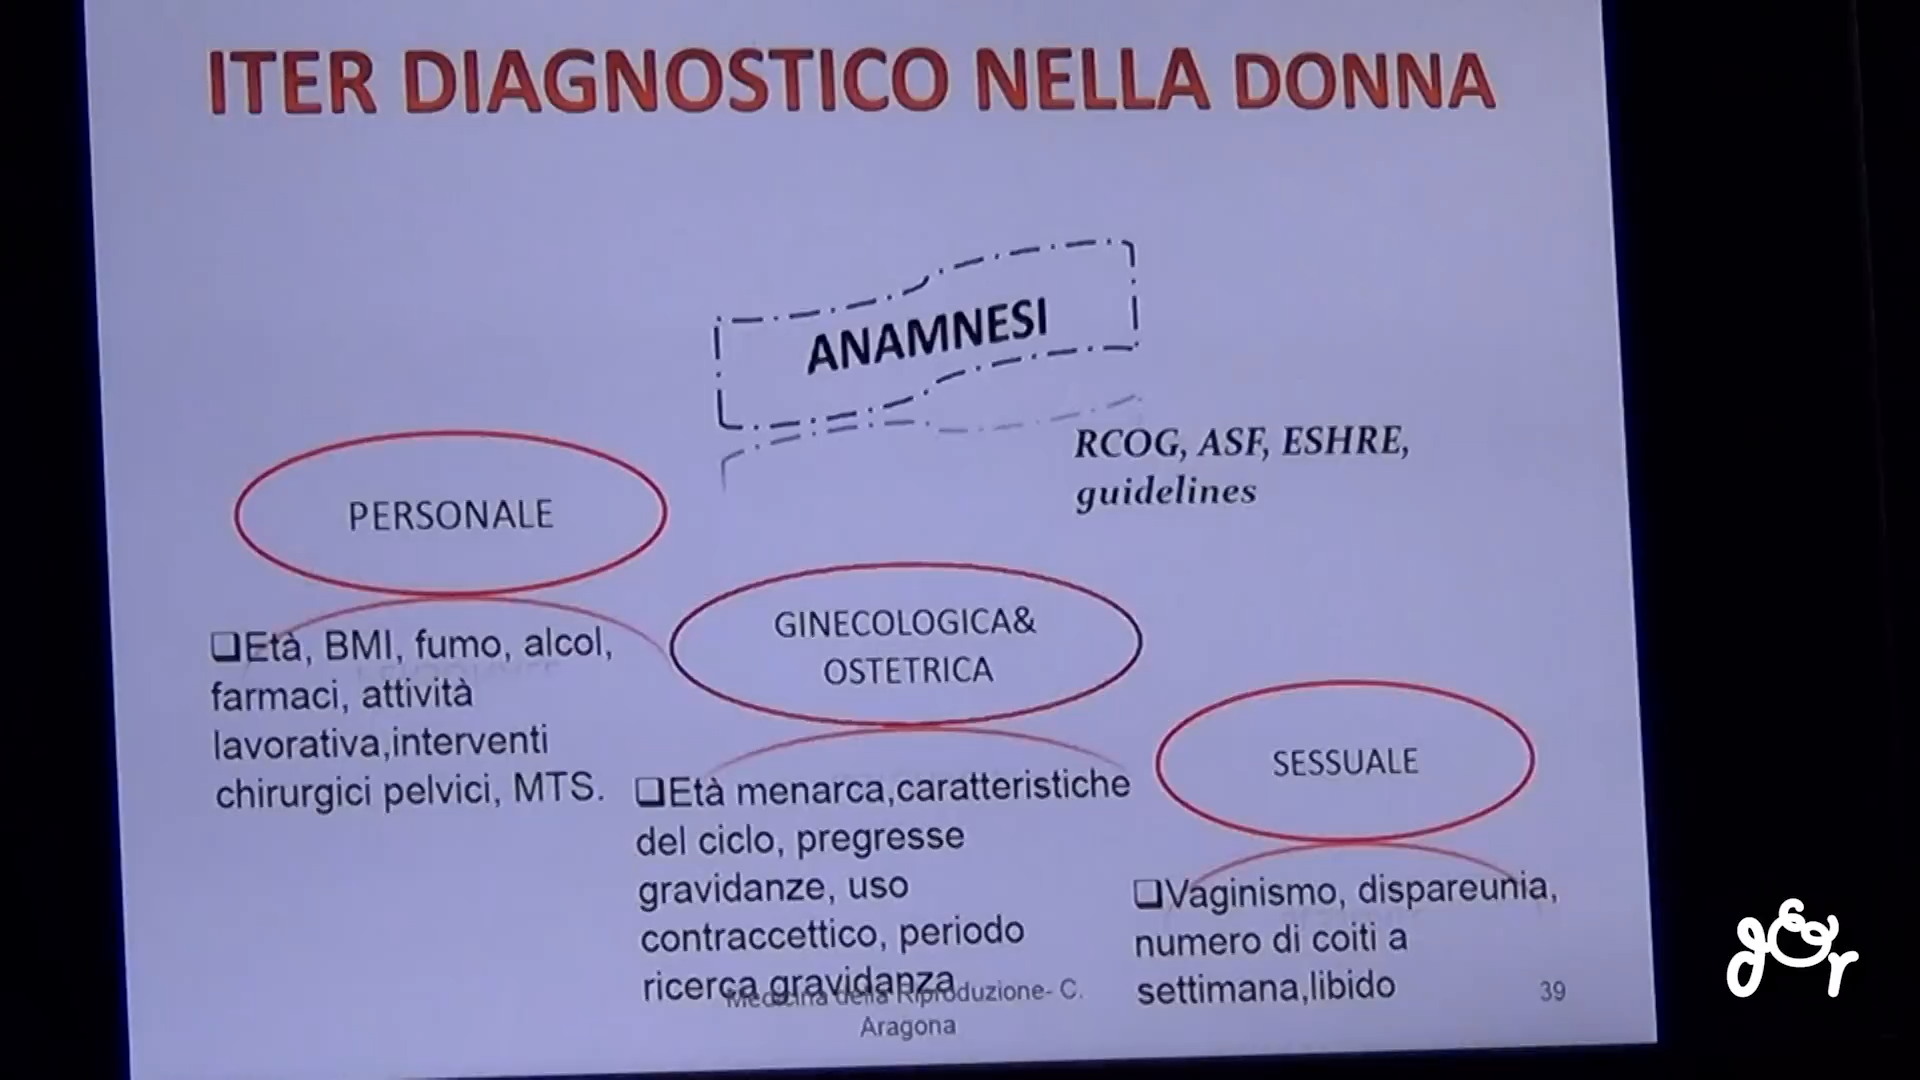 ITER DIAGNOSTICO NELLA DONNA
ANAMNESI
RCOG, ASF, ESHRE,
guidelines
PERSONALE
❑Età, BMI, fumo, alcol,
farmaci, attività
lavorativa,interventi
chirurgici pelvici, MTS.
GINECOLOGICA&
OSTETRICA
❑Età menarca,caratteristiche
del ciclo, pregresse
gravidanze, uso
contraccettico, periodo
ricerca gravidanza
SESSUALE
❑Vaginismo, dispareunia,
numero di coiti a
settimana,libido
Medicina della Riproduzione- C.
Aragona
39
g&r